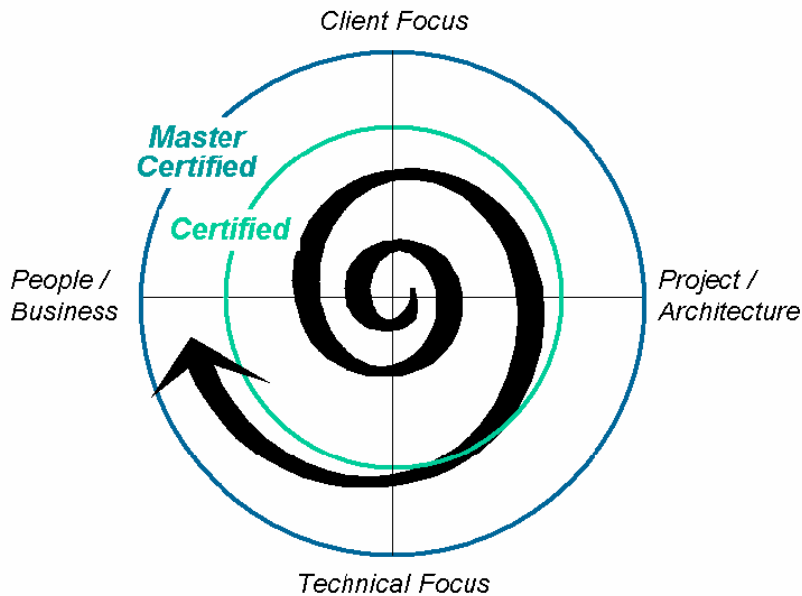 Client Focus
Master
Certified
Certified
People /
Business
Project /
Architecture
Technical Focus